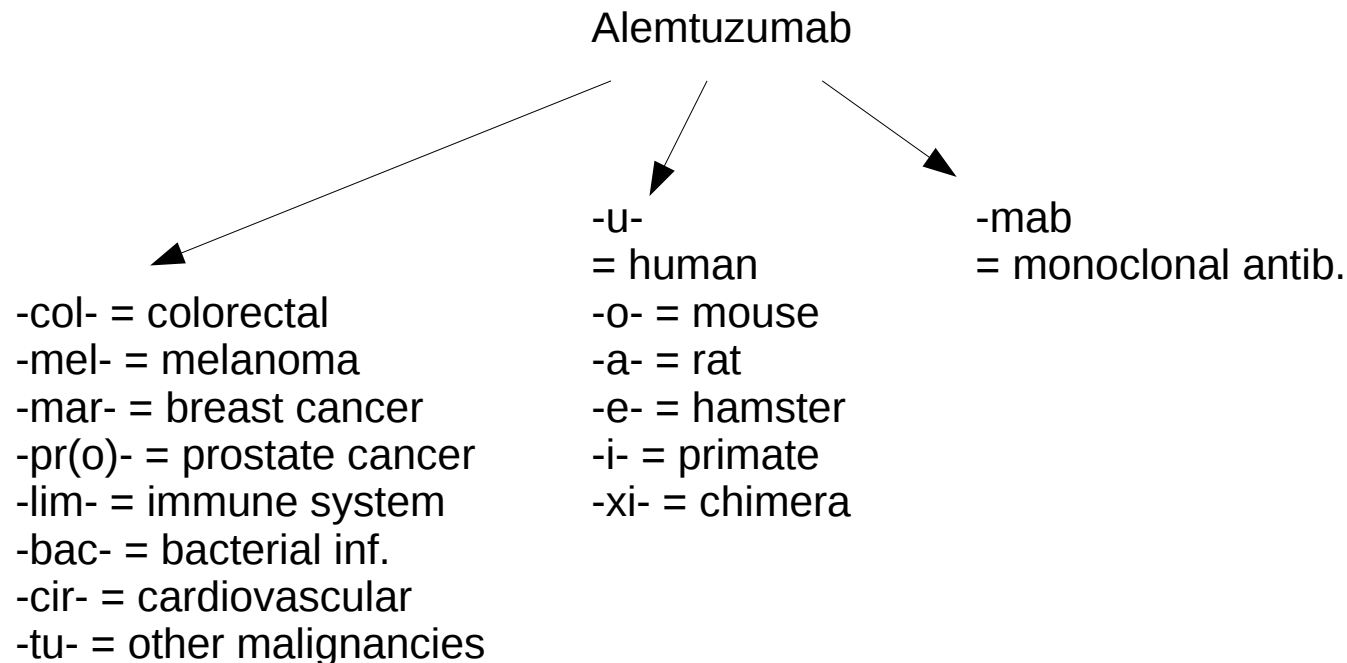 Alemtuzumab
-col- = colorectal
-mel- = melanoma
-mar- = breast cancer
-pr(o)- = prostate cancer
-lim- = immune system
-bac- = bacterial inf.
-cir- = cardiovascular
-tu- = other malignancies
-u-
= human
-o- = mouse
-a- = rat
-e- = hamster
-i- = primate
-xi- = chimera
-mab
= monoclonal antib.